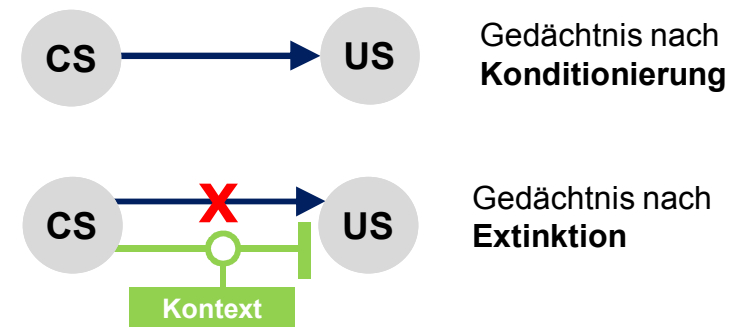 CS
US
Gedächtnis nach
Konditionierung
CS
X
US
Gedächtnis nach
Extinktion
Kontext